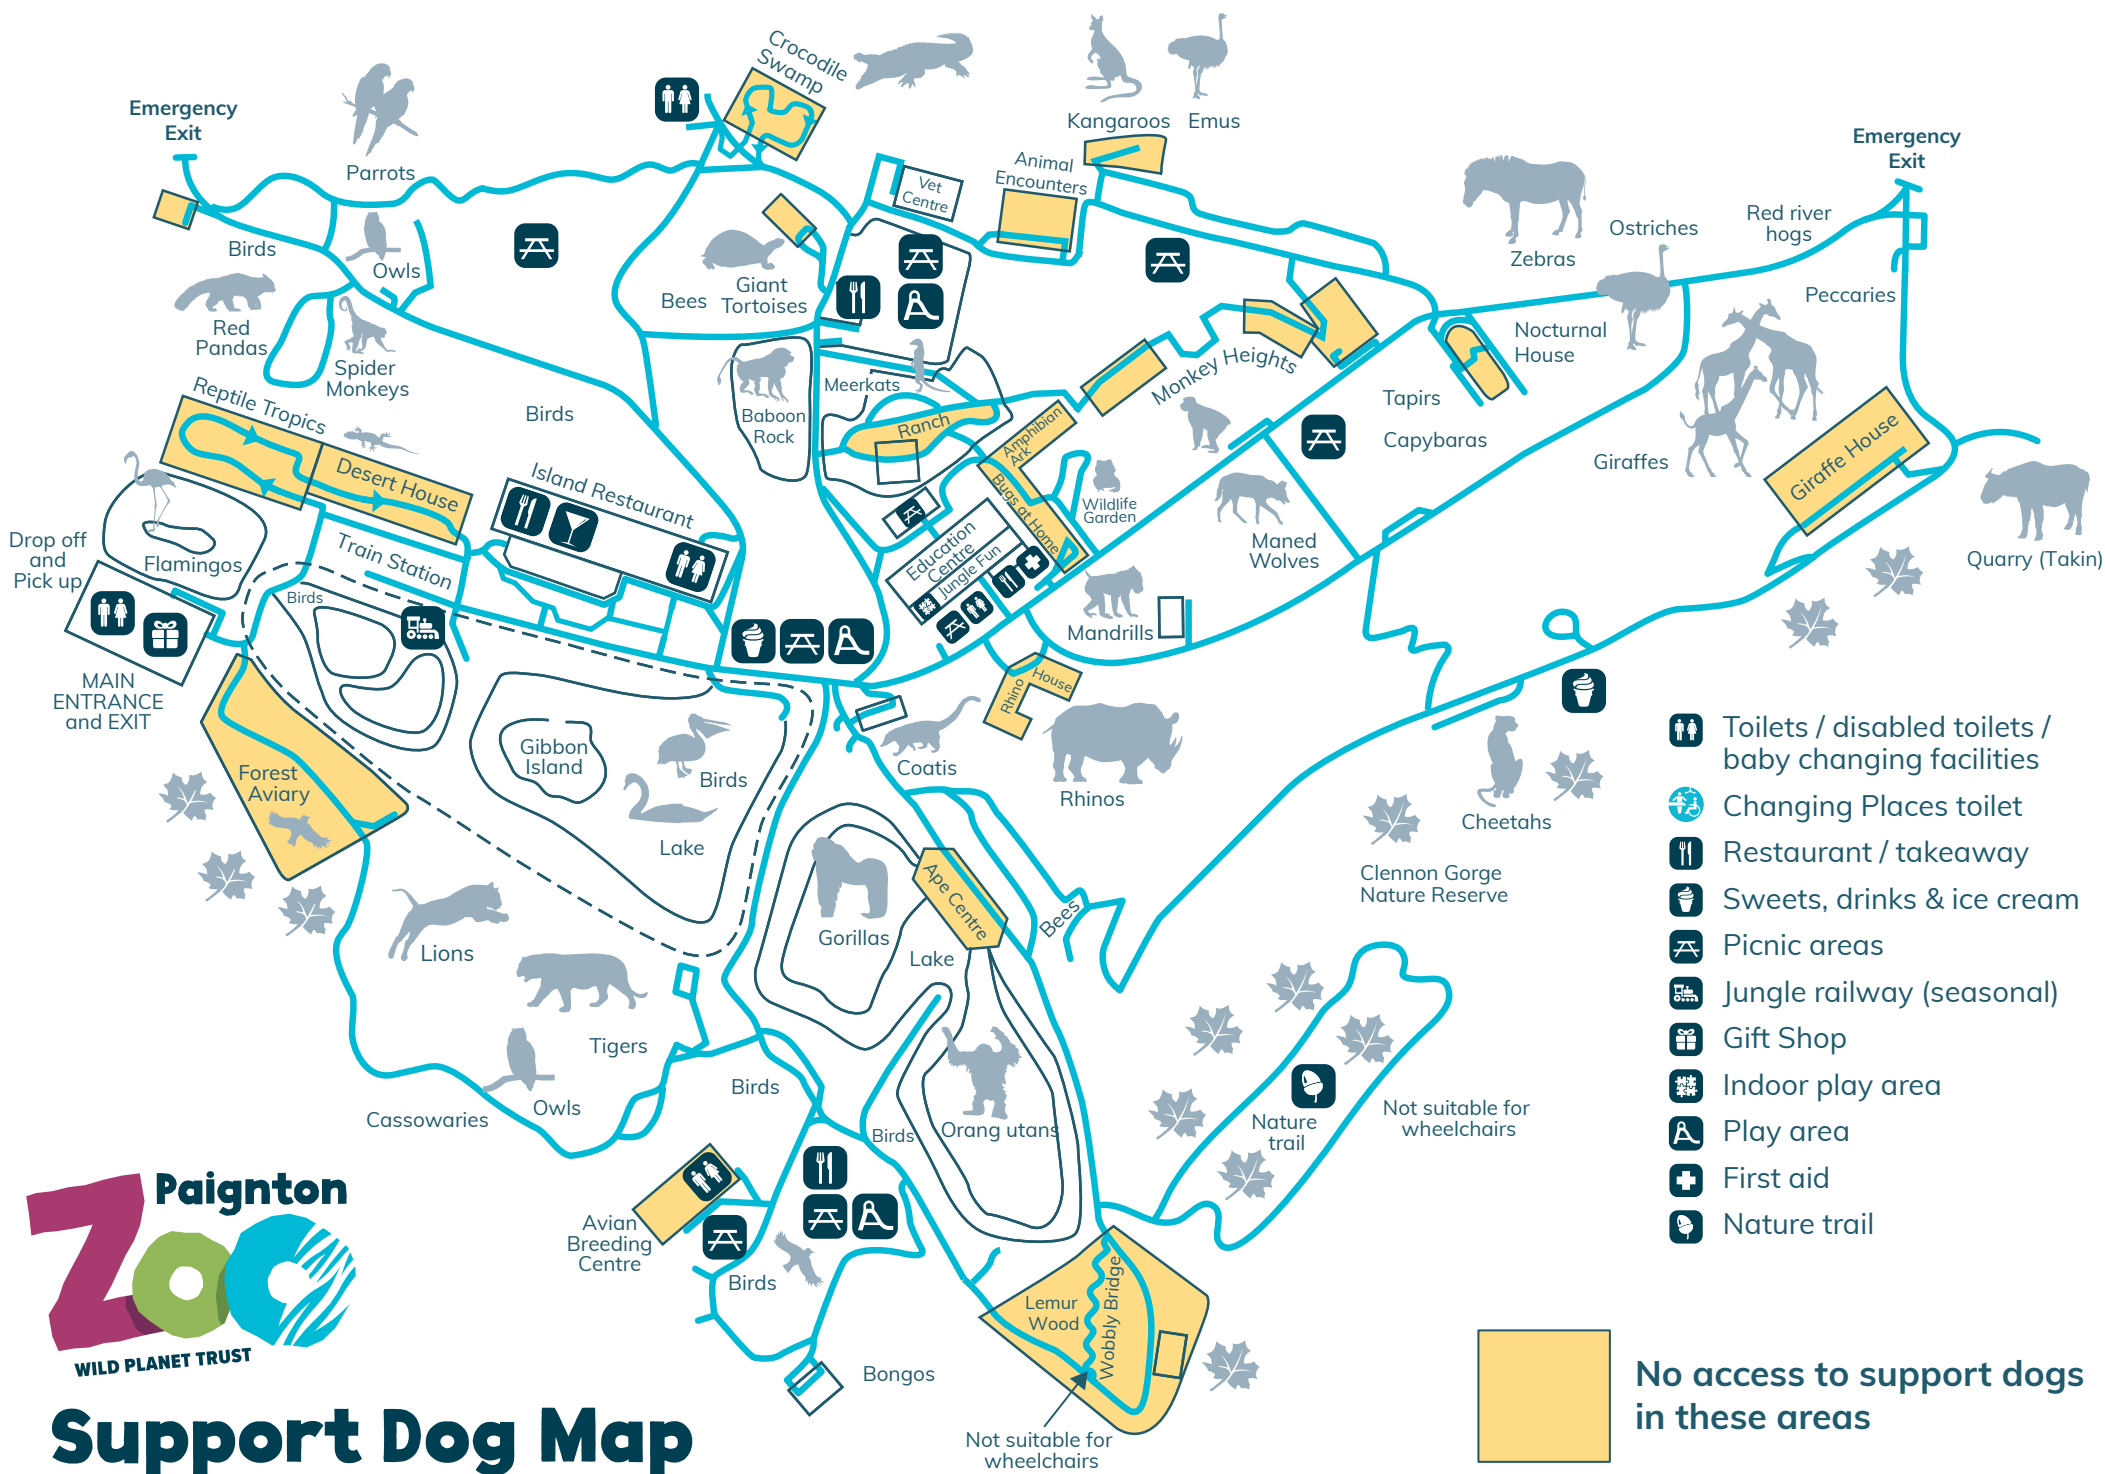 Crocodile
Swamp
Kangaroos
Emus
Emergency
Exit
Emergency
Exit
Parrots
Animal
Encounters
Vet
Centre
Ostriches
Red river
hogs
Zebras
Birds
Owls
Bees
Giant
Tortoises
Peccaries
Red
Pandas
Spider
Monkeys
Nocturnal
House
Monkey Heights
Meerkats
Reptile Tropics
Baboon
Rock
Ranch
Amphibian
Ark
Tapirs
Capybaras
Birds
Giraffes
Giraffe House
Desert House
Island Restaurant
Bugs at Home
Wildlife
Garden
Drop off
and
Pick up
Flamingos
Train Station
Education
Centre
Jungle Fun
Maned
Wolves
Quarry (Takin)
Birds
Mandrills
MAIN
ENTRANCE
and EXIT
Rhino
House
Gibbon
Island
Birds
Coatis
Rhinos
Forest
Aviary
Lake
Cheetahs
Clennon Gorge
Nature Reserve
Ape Centre
Lions
Gorillas
Lake
Bees
Tigers
Birds
Owls
Cassowaries
Birds
Orang utans
Nature
trail
Not suitable for
wheelchairs
Avian
Breeding
Centre
Birds
Lemur
Wood
Wobbly Bridge
Bongos
Not suitable for
wheelchairs
Toilets / disabled toilets /
baby changing facilities
Changing Places toilet
Restaurant / takeaway
Sweets, drinks & ice cream
Picnic areas
Jungle railway (seasonal)
Gift Shop
Indoor play area
Play area
First aid
Nature trail
Paignton
ZOO
WILD PLANET TRUST
Support Dog Map
No access to support dogs
in these areas